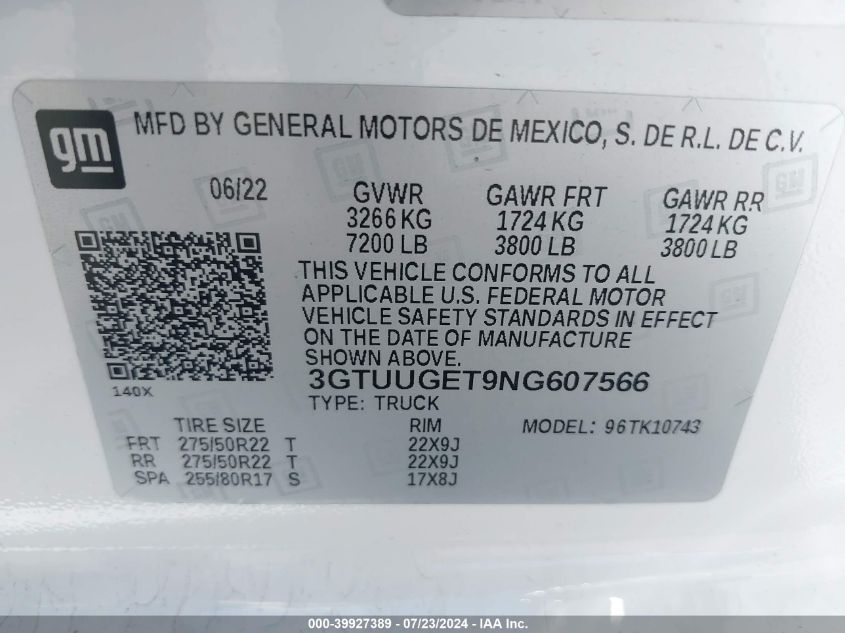 gm MFD BY GENERAL MOTORS DE MEXICO, S. DE R.L. DE C.V.
06/22 GVWR GAWR FRT GAWR RR
3266 KG 1724 KG 1724 KG
7200 LB 3800 LB 3800 LB
THIS VEHICLE CONFORMS TO ALL
APPLICABLE U.S. FEDERAL MOTOR
VEHICLE SAFETY STANDARDS IN EFFECT
ON THE DATE OF MANUFACTURE
SHOWN ABOVE.
140X 3GTUUGET9NG607566
TYPE: TRUCK
TIRE SIZE RIM MODEL: 96TK10743
FRT 275/50R22 T 22X9J
RR 275/50R22 T 22X9J
SPA 255/80R17 S 17X8J
000-39927389 / 07/23/2024 - IAA Inc.